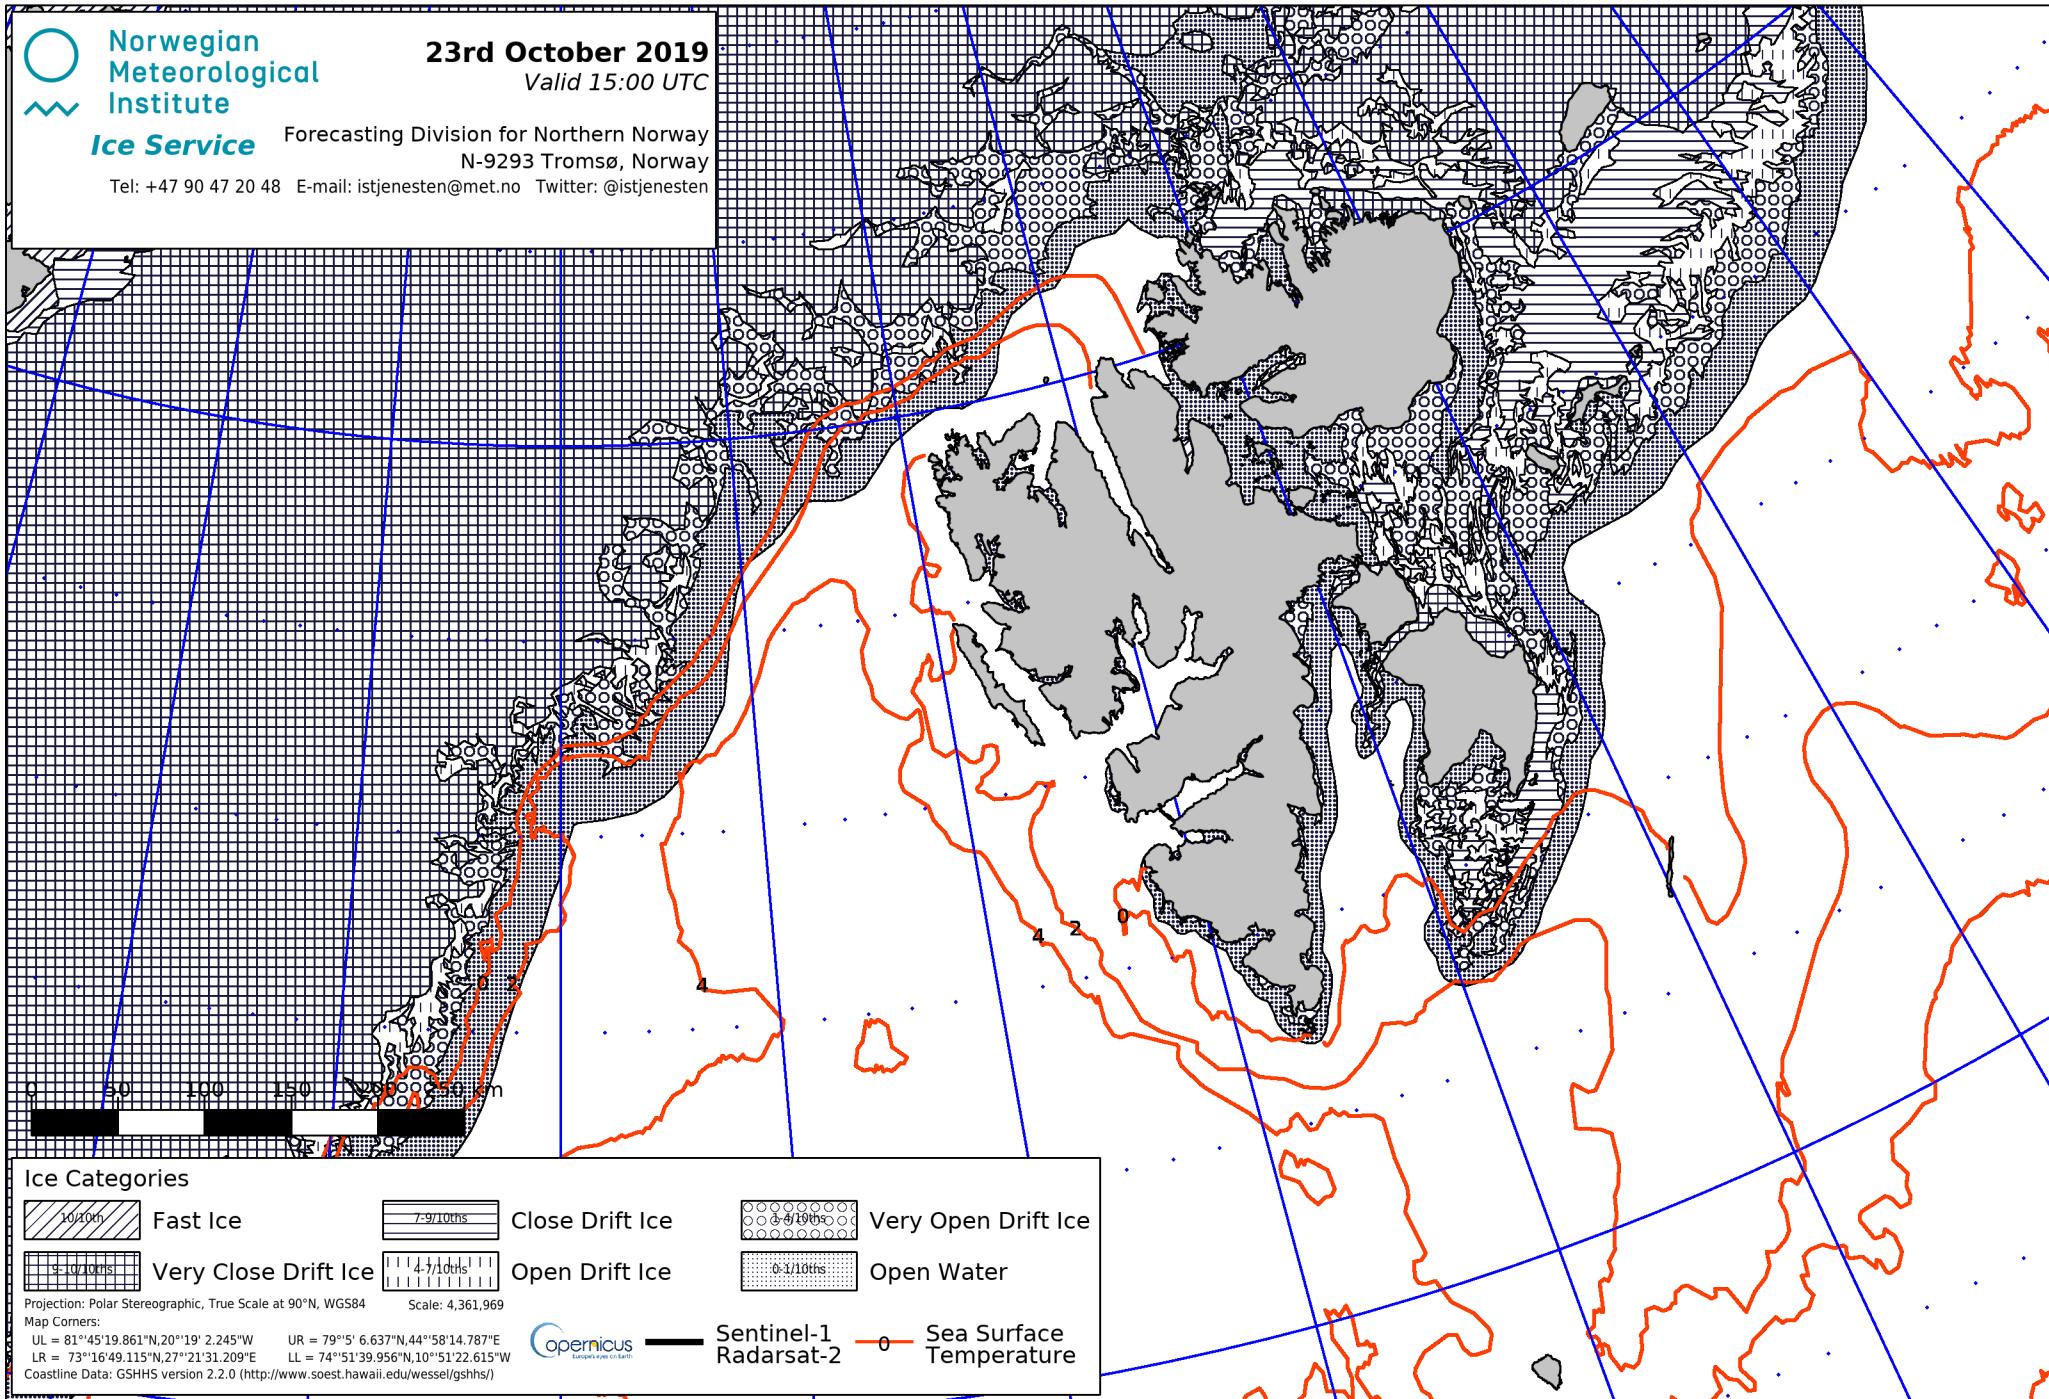 Norwegian
Meteorological
Institute
Ice Service
23rd October 2019
Valid 15:00 UTC
Forecasting Division for Northern Norway
N-9293 Tromsø, Norway
Tel: +47 90 47 20 48 E-mail: istjenesten@met.no Twitter: @istjenesten
4 2 0
0 2 4
0 50 100 150 200 250 km
Ice Categories
10/10th Fast Ice 7-9/10ths Close Drift Ice 1-4/10ths Very Open Drift Ice
9-10/10ths Very Close Drift Ice 4-7/10ths Open Drift Ice 0-1/10ths Open Water
Projection: Polar Stereographic, True Scale at 90°N, WGS84 Scale: 4,361,969
Map Corners:
UL = 81°'45'19.861"N,20°'19' 2.245"W UR = 79°'5' 6.637"N,44°'58'14.787"E
LR = 73°'16'49.115"N,27°'21'31.209"E LL = 74°'51'39.956"N,10°'51'22.615"W
Coastline Data: GSHHS version 2.2.0 (http://www.soest.hawaii.edu/wessel/gshhs/)
opernicus
Europe's eyes on Earth
Sentinel-1
Radarsat-2
0 Sea Surface
Temperature